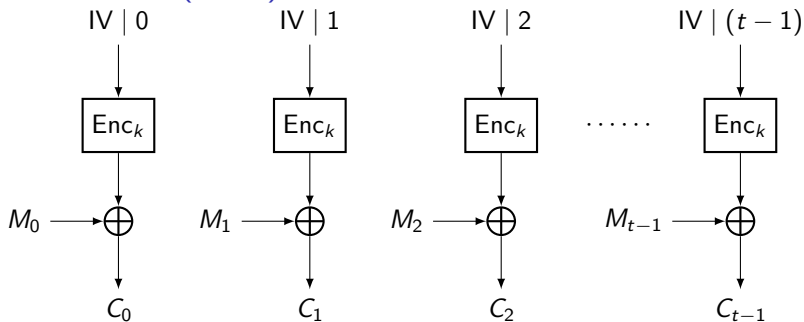 IV | 0 IV | 1 IV | 2 IV | (t − 1)
Enc_k Enc_k Enc_k ...... Enc_k
M_0 M_1 M_2 M_{t−1}
C_0 C_1 C_2 C_{t−1}